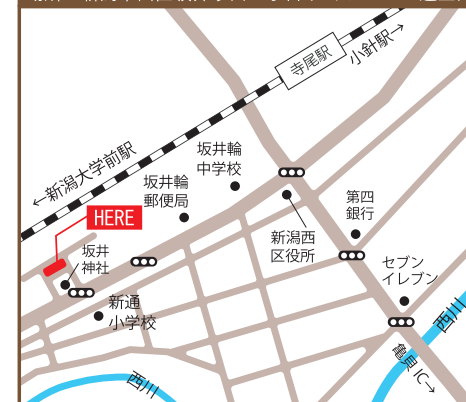 寺尾駅
小針駅→
←新潟大学前駅
坂井輪
中学校
坂井輪
郵便局
HERE
第四
銀行
新潟西
区役所
坂井
神社
セブン
イレブン
新通
小学校
西川
亀貝IC→
西川